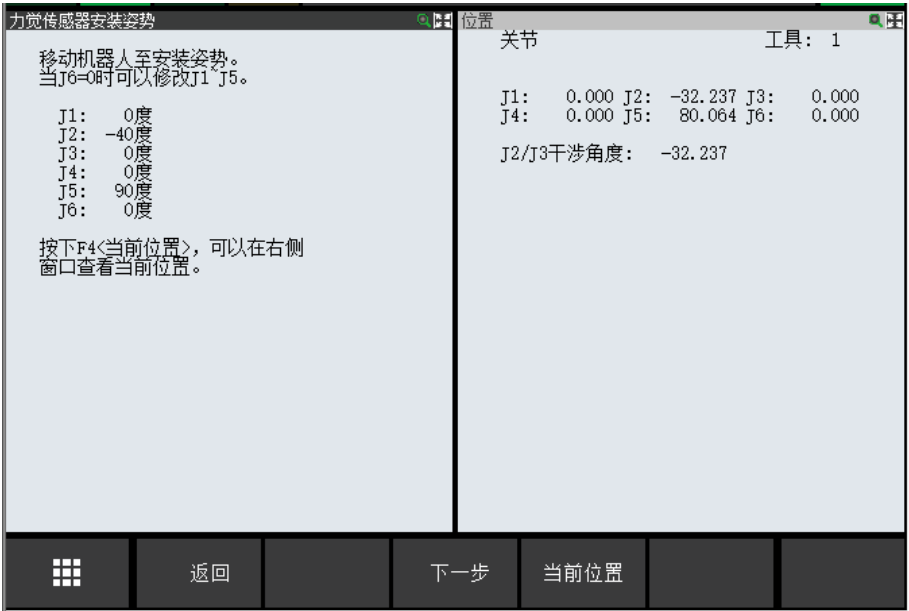 力觉传感器安装姿势
移动机器人至安装姿势。
当J6=0时可以修改J1~J5。
J1: 0度
J2: -40度
J3: 0度
J4: 0度
J5: 90度
J6: 0度
按下F4<当前位置>, 可以在右侧
窗口查看当前位置。
位置
关节 工具: 1
J1: 0.000 J2: -32.237 J3: 0.000
J4: 0.000 J5: 80.064 J6: 0.000
J2/J3干涉角度: -32.237
返回 下一步 当前位置